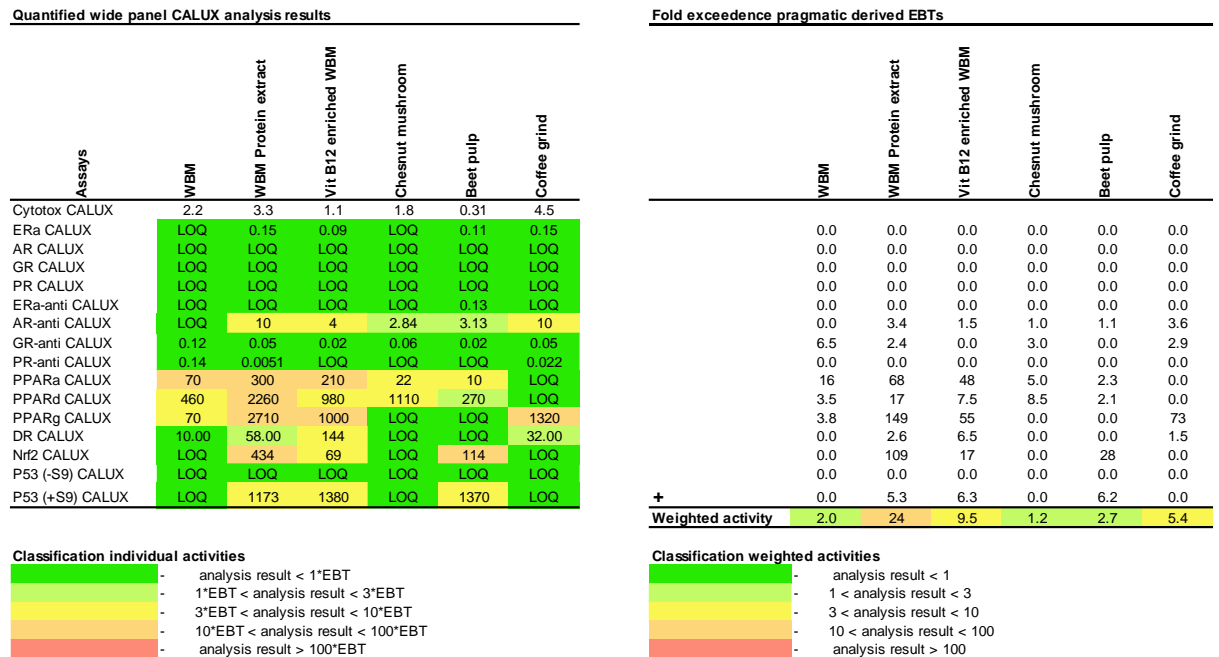 Quantified wide panel CALUX analysis results
Assays WBM WBM Protein extract Vit B12 enriched WBM Chesnut mushroom Beet pulp Coffee grind
Cytotox CALUX 2.2 3.3 1.1 1.8 0.31 4.5
ERa CALUX LOQ 0.15 0.09 LOQ 0.11 0.15
AR CALUX LOQ LOQ LOQ LOQ LOQ LOQ
GR CALUX LOQ LOQ LOQ LOQ LOQ LOQ
PR CALUX LOQ LOQ LOQ LOQ LOQ LOQ
ERa-anti CALUX LOQ LOQ LOQ LOQ 0.13 LOQ
AR-anti CALUX LOQ 10 4 2.84 3.13 10
GR-anti CALUX 0.12 0.05 0.02 0.06 0.02 0.05
PR-anti CALUX 0.14 0.0051 LOQ LOQ LOQ 0.022
PPARa CALUX 70 300 210 22 10 LOQ
PPARd CALUX 460 2260 980 1110 270 LOQ
PPARg CALUX 70 2710 1000 LOQ LOQ 1320
DR CALUX 10.00 58.00 144 LOQ LOQ 32.00
Nrf2 CALUX LOQ 434 69 LOQ 114 LOQ
P53 (-S9) CALUX LOQ LOQ LOQ LOQ LOQ LOQ
P53 (+S9) CALUX LOQ 1173 1380 LOQ 1370 LOQ
Classification individual activities
- analysis result < 1*EBT
- 1*EBT < analysis result < 3*EBT
- 3*EBT < analysis result < 10*EBT
- 10*EBT < analysis result < 100*EBT
- analysis result > 100*EBT
Fold exceedence pragmatic derived EBTs
WBM WBM Protein extract Vit B12 enriched WBM Chesnut mushroom Beet pulp Coffee grind
0.0 0.0 0.0 0.0 0.0 0.0
0.0 0.0 0.0 0.0 0.0 0.0
0.0 0.0 0.0 0.0 0.0 0.0
0.0 0.0 0.0 0.0 0.0 0.0
0.0 0.0 0.0 0.0 0.0 0.0
0.0 3.4 1.5 1.0 1.1 3.6
6.5 2.4 0.0 3.0 0.0 2.9
0.0 0.0 0.0 0.0 0.0 0.0
16 68 48 5.0 2.3 0.0
3.5 17 7.5 8.5 2.1 0.0
3.8 149 55 0.0 0.0 73
0.0 2.6 6.5 0.0 0.0 1.5
0.0 109 17 0.0 28 0.0
0.0 0.0 0.0 0.0 0.0 0.0
+ 0.0 5.3 6.3 0.0 6.2 0.0
Weighted activity 2.0 24 9.5 1.2 2.7 5.4
Classification weighted activities
- analysis result < 1
- 1 < analysis result < 3
- 3 < analysis result < 10
- 10 < analysis result < 100
- analysis result > 100